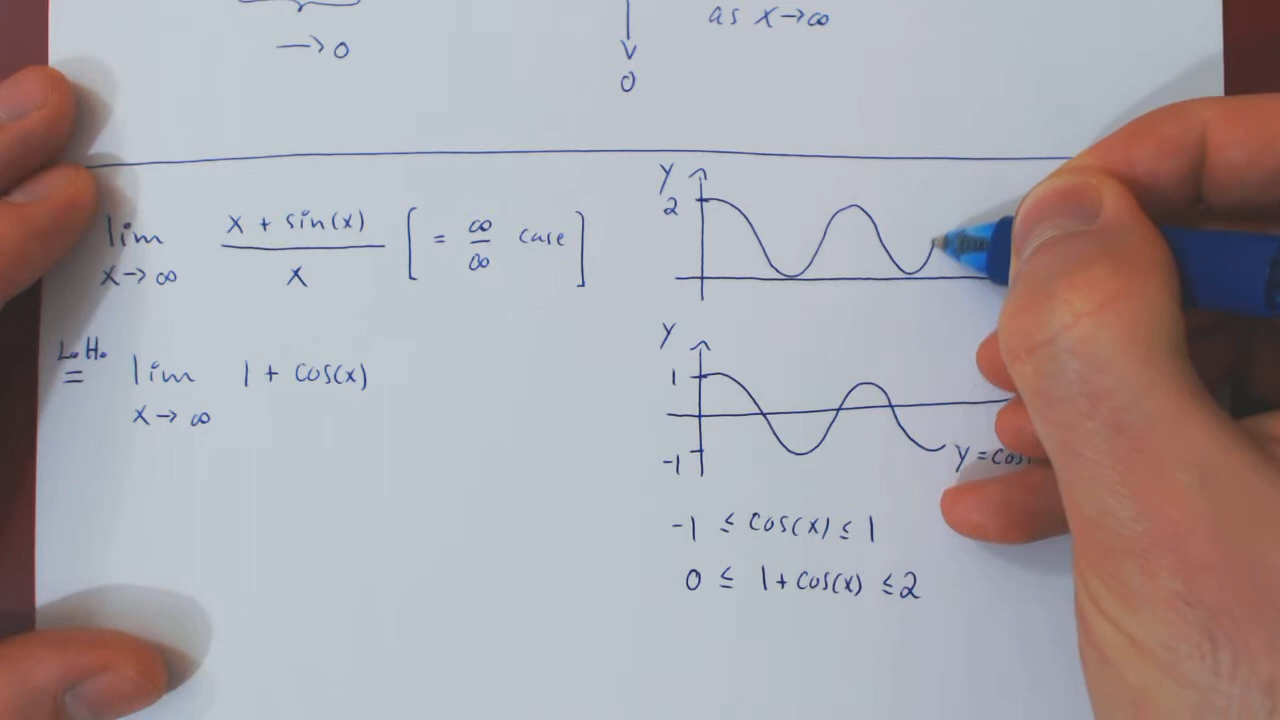 → 0
0
as x → ∞
lim x → ∞ x + sin(x) / x [ = ∞ / ∞ case ]
L.H. = lim x → ∞ 1 + cos(x)
y
2
y
1
-1
-1 ≤ cos(x) ≤ 1
0 ≤ 1 + cos(x) ≤ 2